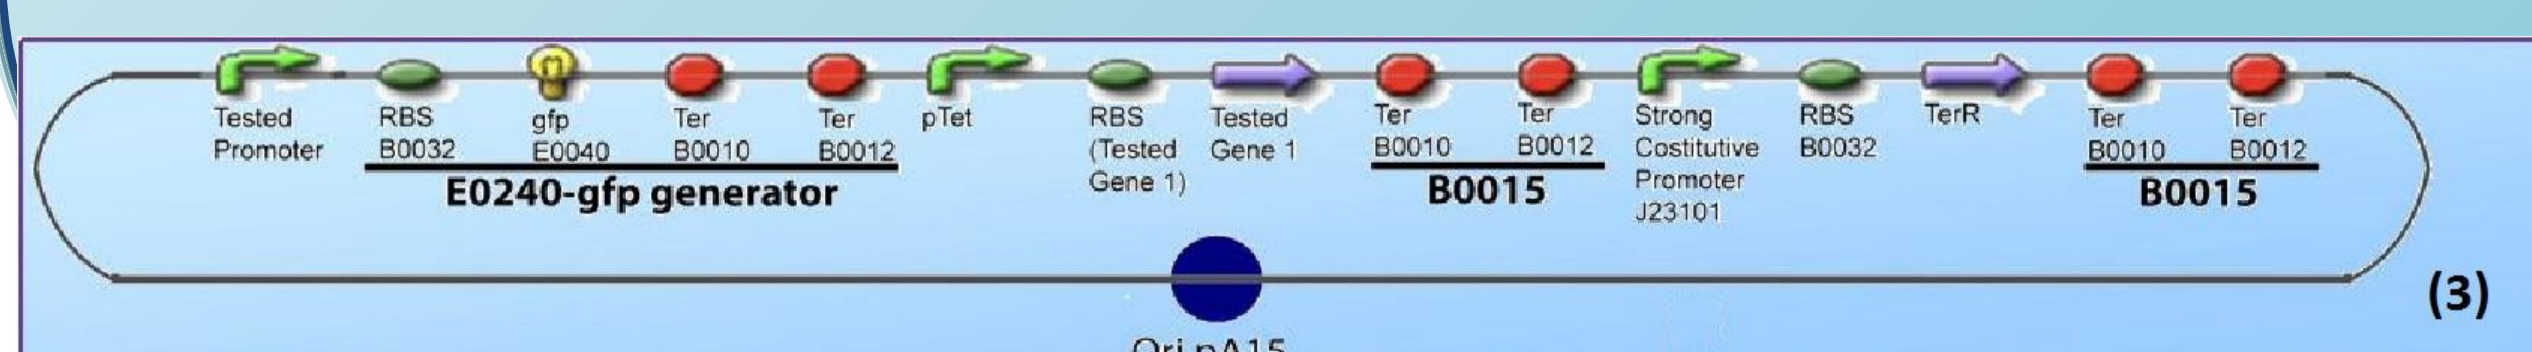 Tested
Promoter
RBS
B0032
gfp
E0040
Ter
B0010
Ter
B0012
E0240-gfp generator
pTet
RBS
(Tested
Gene 1)
Tested
Gene 1
Ter
B0010
Ter
B0012
B0015
Strong
Costitutive
Promoter
J23101
RBS
B0032
TerR
Ter
B0010
Ter
B0012
B0015
(3)
Ori pA15